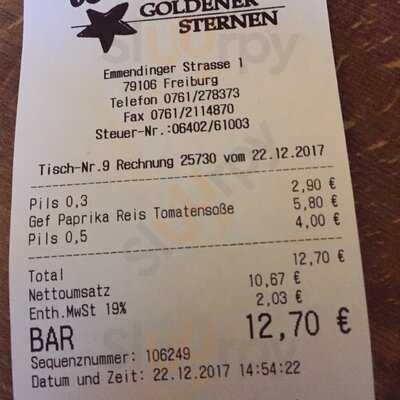 GOLDENER
STERNEN
Emmendinger Strasse 1
79106 Freiburg
Telefon 0761/278373
Fax 0761/2114870
Steuer-Nr.:06402/61003
Tisch-Nr.9 Rechnung 25730 vom 22.12.2017
Pils 0,3 2,90 €
Gef Paprika Reis Tomatensoße 5,80 €
Pils 0,5 4,00 €
Total 12,70 €
Nettoumsatz 10,67 €
Enth.MwSt 19% 2,03 €
BAR 12,70 €
Sequenznummer: 106249
Datum und Zeit: 22.12.2017 14:54:22